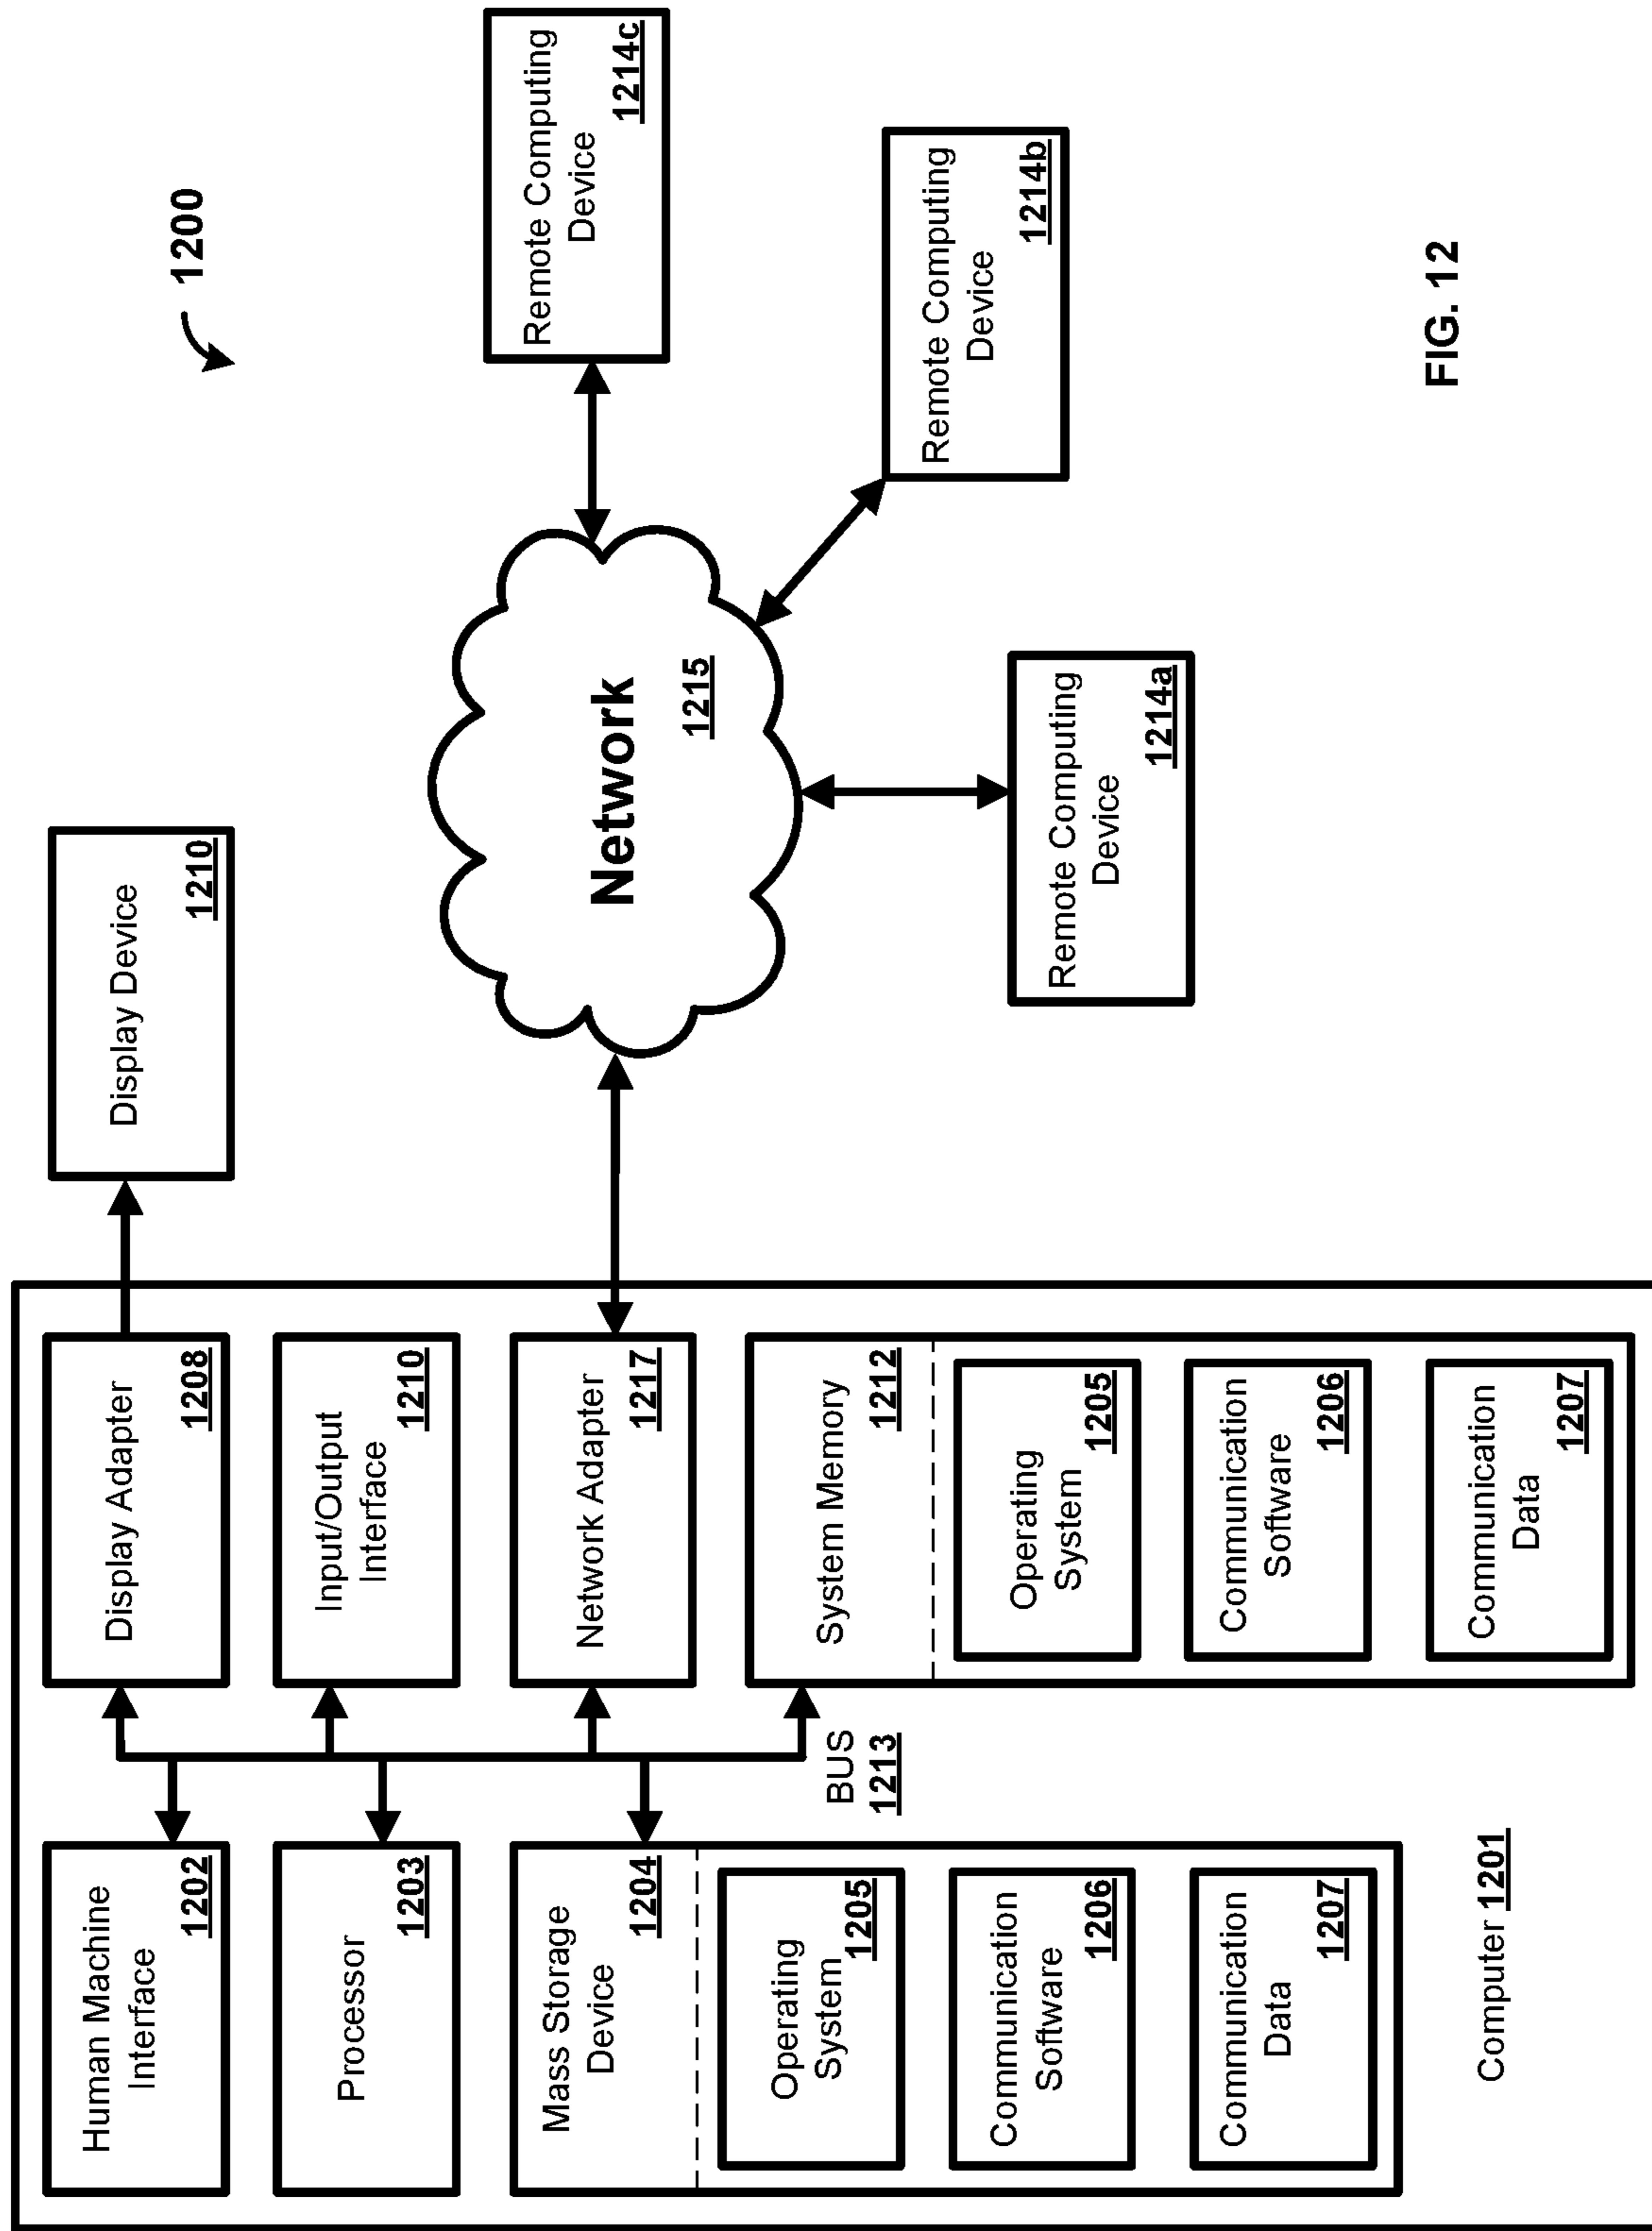 1200
Human Machine
Interface
1202
Processor
1203
Mass Storage
Device
1204
Operating
System
1205
Communication
Software
1206
Communication
Data
1207
Computer 1201
BUS
1213
Display Adapter
1208
Input/Output
Interface
1210
Network Adapter
1217
System Memory
1212
Operating
System
1205
Communication
Software
1206
Communication
Data
1207
Display Device
1210
Network
1215
Remote Computing
Device
1214a
Remote Computing
Device
1214b
Remote Computing
Device
1214c
FIG. 12